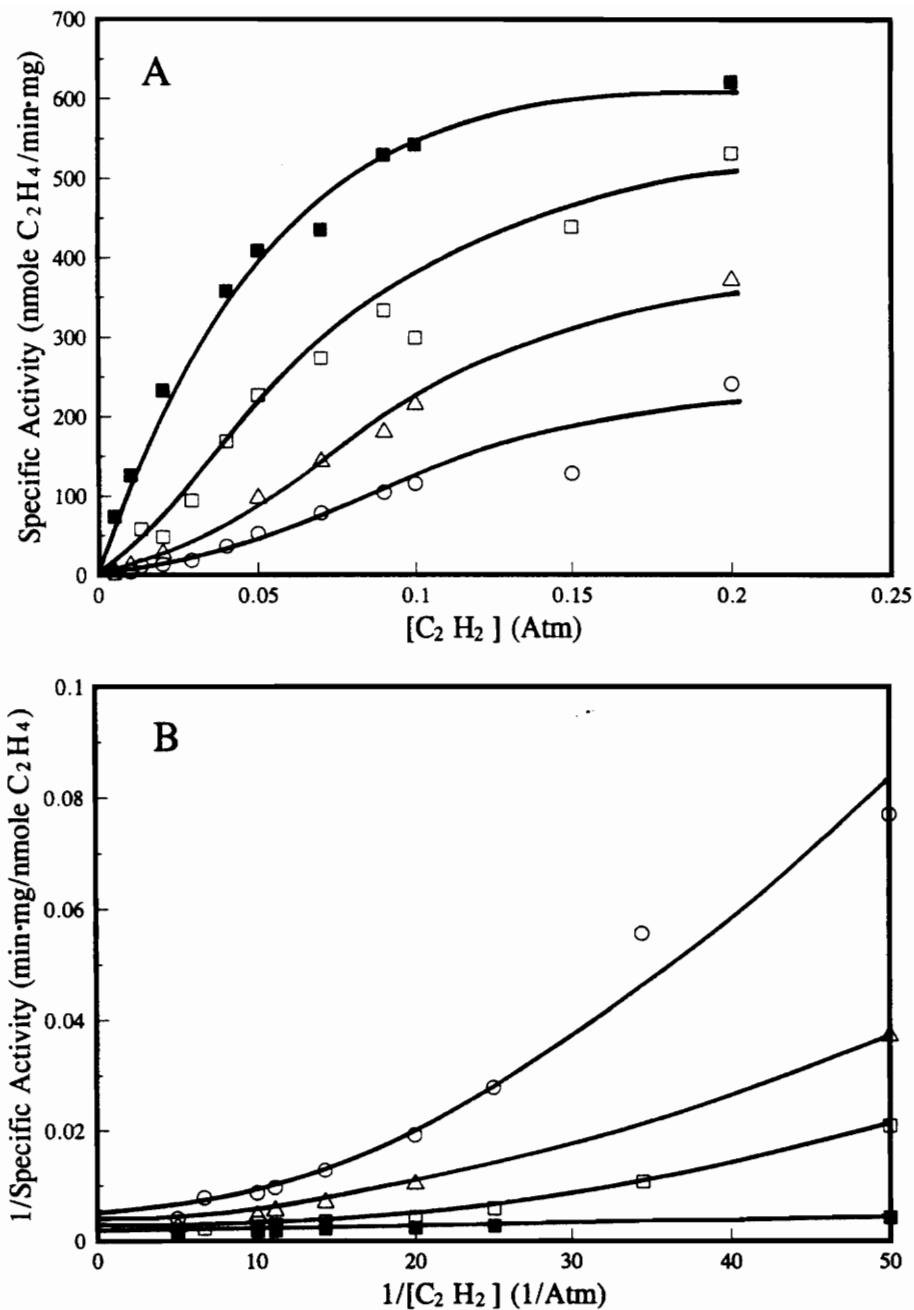 A
700
600
500
400
300
200
100
0
Specific Activity (nmole C₂H₄/min·mg)
0 0.05 0.1 0.15 0.2 0.25
[C₂ H₂ ] (Atm)
B
0.1
0.08
0.06
0.04
0.02
0
1/Specific Activity (min·mg/nmole C₂H₄)
0 10 20 30 40 50
1/[C₂ H₂ ] (1/Atm)